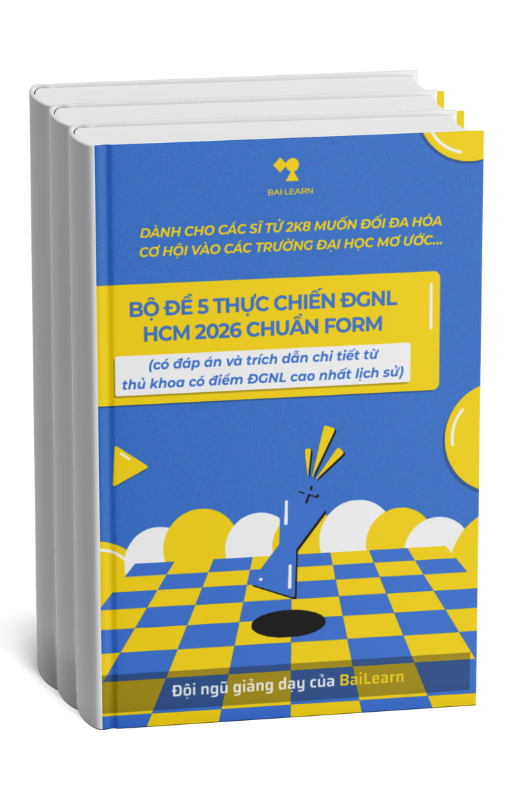 BAI LEARN
DÀNH CHO CÁC SĨ TỬ 2K8 MUỐN ĐỐI ĐA HÓA
CƠ HỘI VÀO CÁC TRƯỜNG ĐẠI HỌC MƠ ƯỚC...
BỘ ĐỀ 5 THỰC CHIẾN ĐGNL
HCM 2026 CHUẨN FORM
(có đáp án và trích dẫn chi tiết từ
thủ khoa có điểm ĐGNL cao nhất lịch sử)
Đội ngũ giảng dạy của BaiLearn